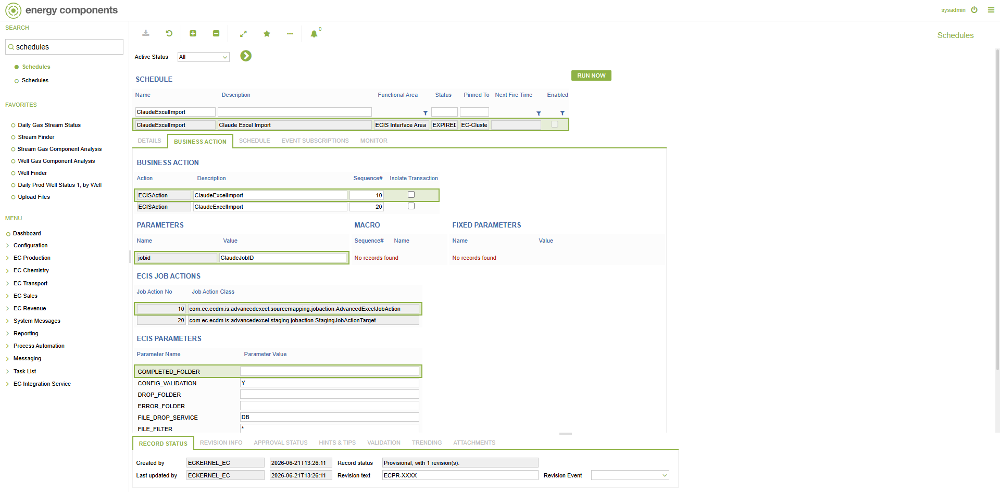 energy components
sysadmin
SEARCH
schedules
Schedules
Schedules
FAVORITES
Daily Gas Stream Status
Stream Finder
Stream Gas Component Analysis
Well Gas Component Analysis
Well Finder
Daily Prod Well Status 1, by Well
Upload Files
MENU
Dashboard
Configuration
EC Production
EC Chemistry
EC Transport
EC Sales
EC Revenue
System Messages
Reporting
Process Automation
Messaging
Task List
EC Integration Service
0
Schedules
Active Status All
SCHEDULE
RUN NOW
Name Description Functional Area Status Pinned To Next Fire Time Enabled
ClaudeExcelImport
ClaudeExcelImport Claude Excel Import ECIS Interface Area EXPIRED EC-Cluste
DETAILS BUSINESS ACTION SCHEDULE EVENT SUBSCRIPTIONS MONITOR
BUSINESS ACTION
Action Description Sequence# Isolate Transaction
ECISAction ClaudeExcelImport 10
ECISAction ClaudeExcelImport 20
PARAMETERS MACRO FIXED PARAMETERS
Name Value Sequence# Name Name Value
jobid ClaudeJobID No records found No records found
ECIS JOB ACTIONS
Job Action No Job Action Class
10 com.ec.ecdm.is.advancedexcel.sourcemapping.jobaction.AdvancedExcelJobAction
20 com.ec.ecdm.is.advancedexcel.staging.jobaction.StagingJobActionTarget
ECIS PARAMETERS
Parameter Name Parameter Value
COMPLETED_FOLDER
CONFIG_VALIDATION Y
DROP_FOLDER
ERROR_FOLDER
FILE_DROP_SERVICE DB
FILE_FILTER *
RECORD STATUS REVISION INFO APPROVAL STATUS HINTS & TIPS VALIDATION TRENDING ATTACHMENTS
Created by ECKERNEL_EC 2026-06-21T13:26:11 Record status Provisional, with 1 revision(s).
Last updated by ECKERNEL_EC 2026-06-21T13:26:11 Revision text ECPR-XXXX Revision Event